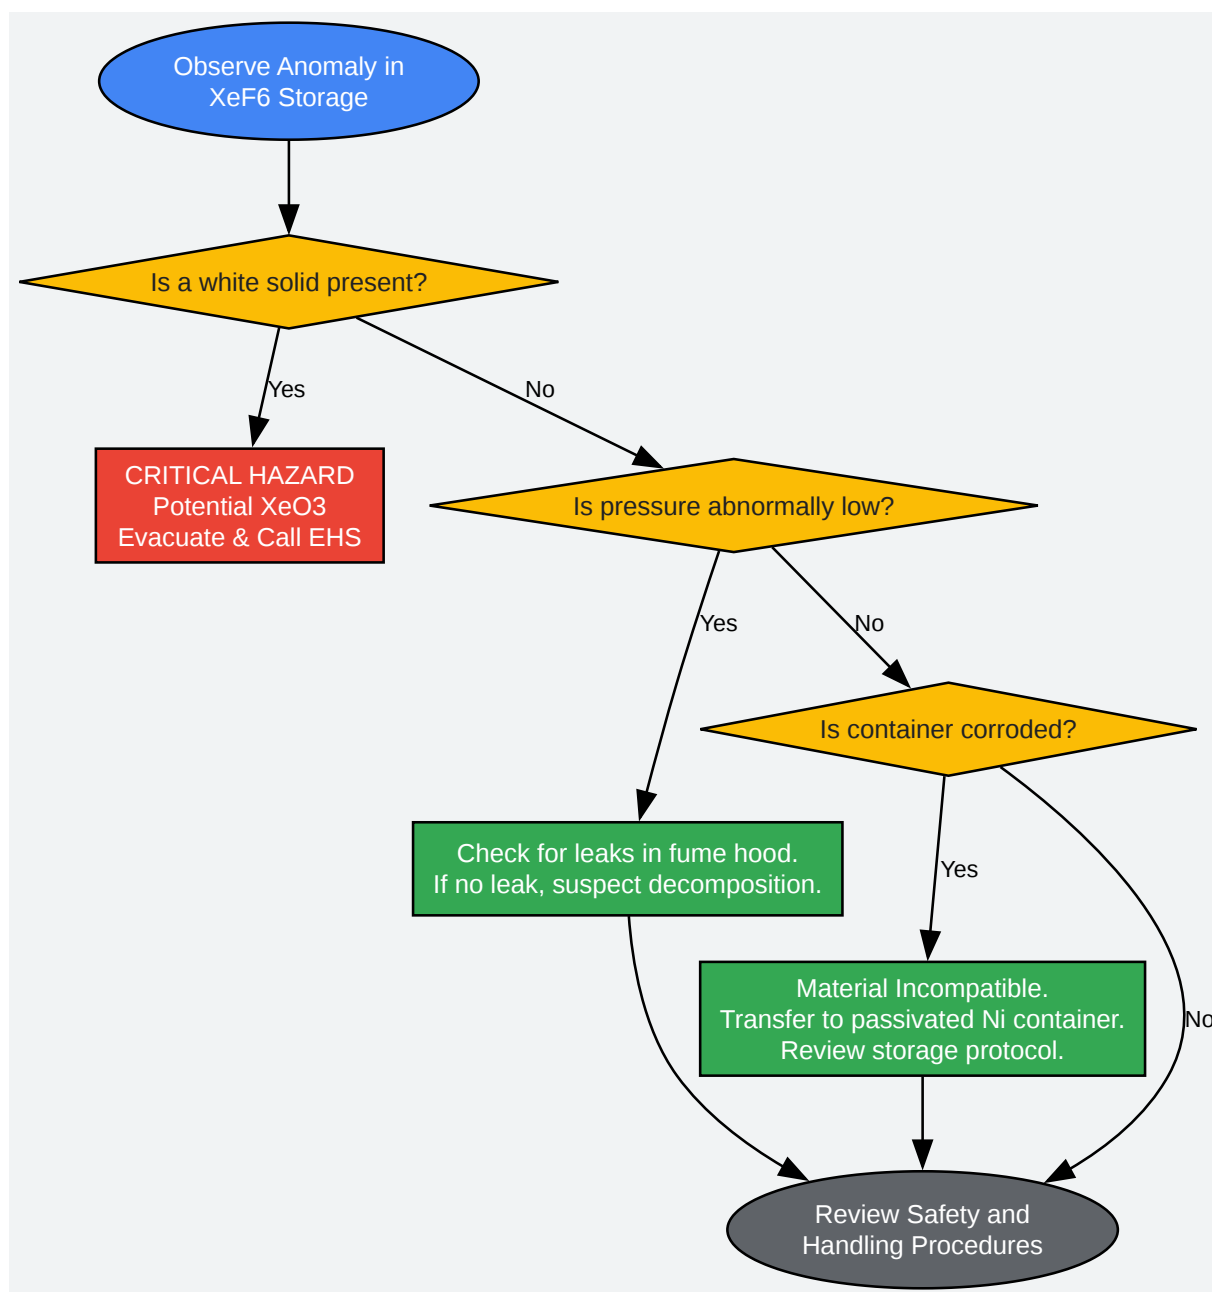 Observe Anomaly in
XeF6 Storage
Is a white solid present?
Yes
No
CRITICAL HAZARD
Potential XeO3
Evacuate & Call EHS
Is pressure abnormally low?
Yes
No
Is container corroded?
Check for leaks in fume hood.
If no leak, suspect decomposition.
Yes
Material Incompatible.
Transfer to passivated Ni container.
Review storage protocol.
No
Review Safety and
Handling Procedures